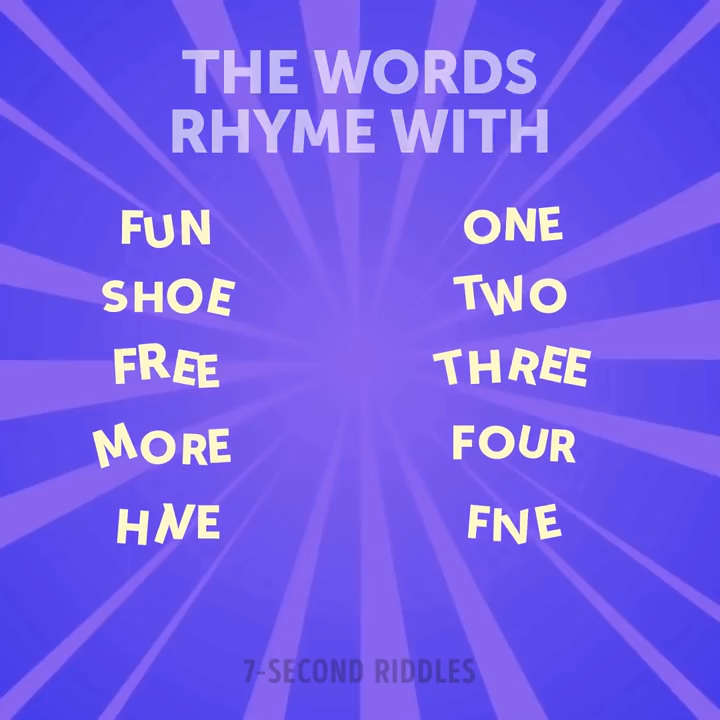 THE WORDS
RHYME WITH
FUN ONE
SHOE TWO
FREE THREE
MORE FOUR
HIVE FIVE
7-SECOND RIDDLES